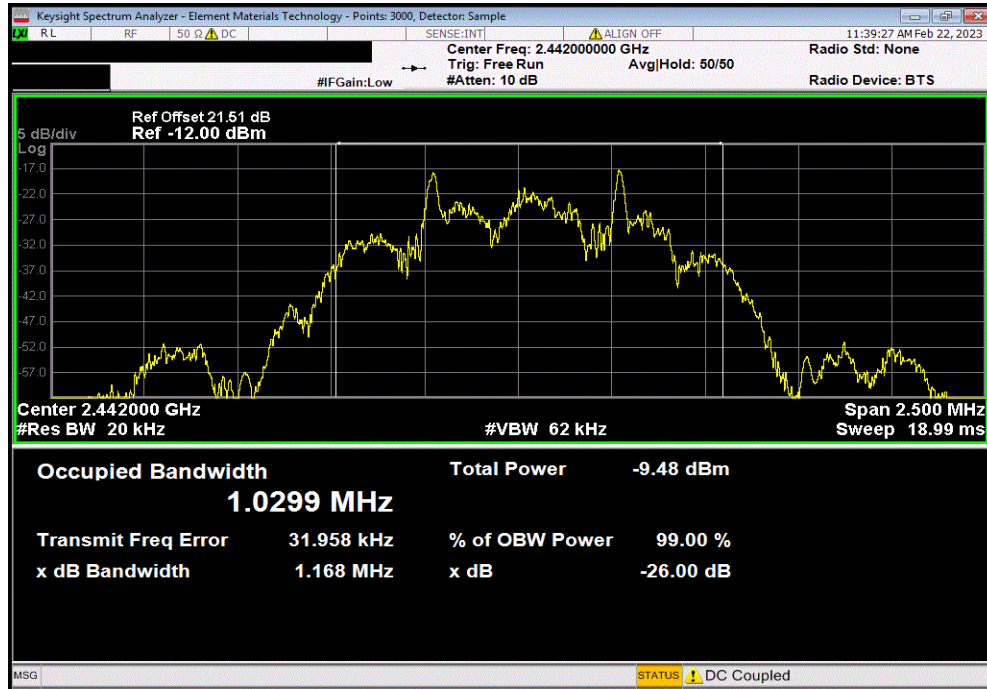 Keysight Spectrum Analyzer - Element Materials Technology - Points: 3000, Detector: Sample
LXI RL RF 50 Ω DC SENSE:INT ALIGN OFF 11:39:27 AM Feb 22, 2023
Center Freq: 2.442000000 GHz Radio Std: None
Trig: Free Run Avg|Hold: 50/50
#IFGain:Low #Atten: 10 dB Radio Device: BTS
Ref Offset 21.51 dB
5 dB/div Ref -12.00 dBm
Log
-17.0
-22.0
-27.0
-32.0
-37.0
-42.0
-47.0
-52.0
-57.0
Center 2.442000 GHz Span 2.500 MHz
#Res BW 20 kHz #VBW 62 kHz Sweep 18.99 ms
Occupied Bandwidth Total Power -9.48 dBm
1.0299 MHz
Transmit Freq Error 31.958 kHz % of OBW Power 99.00 %
x dB Bandwidth 1.168 MHz x dB -26.00 dB
MSG STATUS DC Coupled